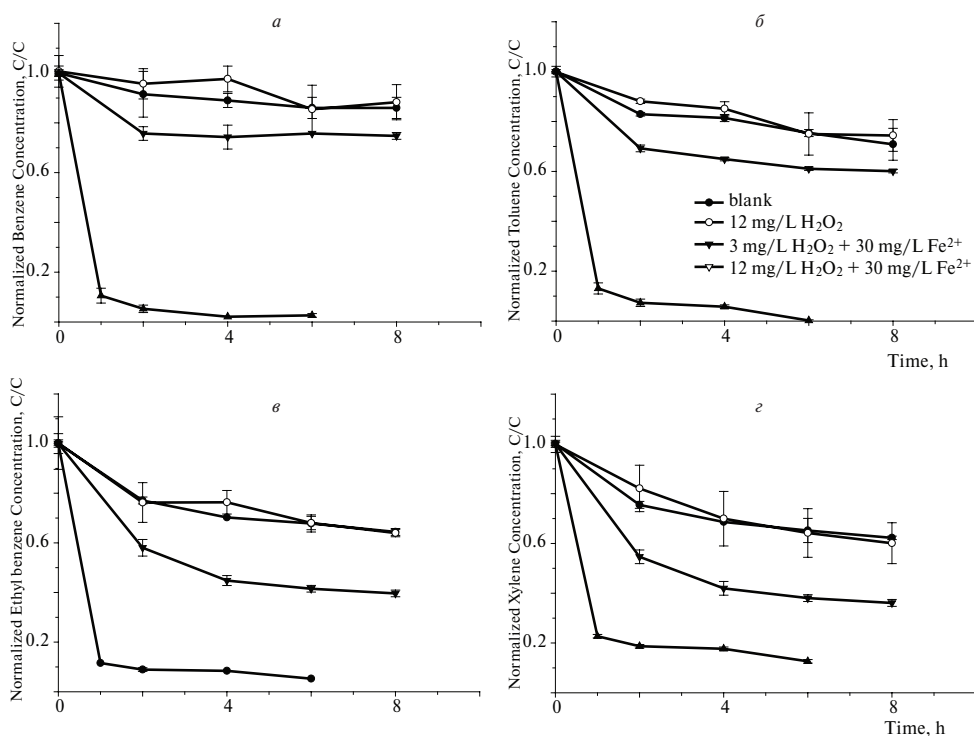 а
Normalized Benzene Concentration, C/C
1.0
0.6
0.2
0
4
8
б
Normalized Toluene Concentration, C/C
1.0
0.6
0.2
blank
12 mg/L H₂O₂
3 mg/L H₂O₂ + 30 mg/L Fe²⁺
12 mg/L H₂O₂ + 30 mg/L Fe²⁺
0
4
8
Time, h
в
Normalized Ethyl benzene Concentration, C/C
1.0
0.6
0.2
0
4
8
г
Normalized Xylene Concentration, C/C
1.0
0.6
0.2
0
4
8
Time, h